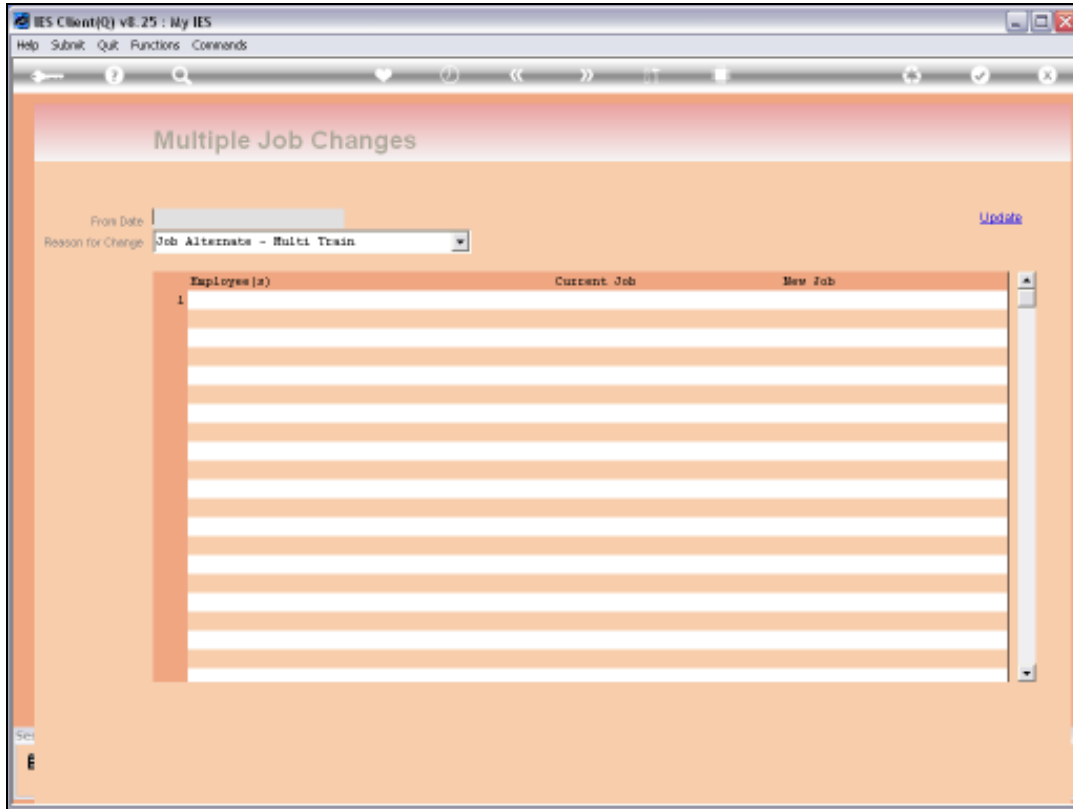 IES Client(Q) v8.25 : My IES
Help Submit Quit Functions Commands
Multiple Job Changes
From Date
Update
Reason for Change Job Alternate - Multi Train
Employee(s) Current Job New Job
1